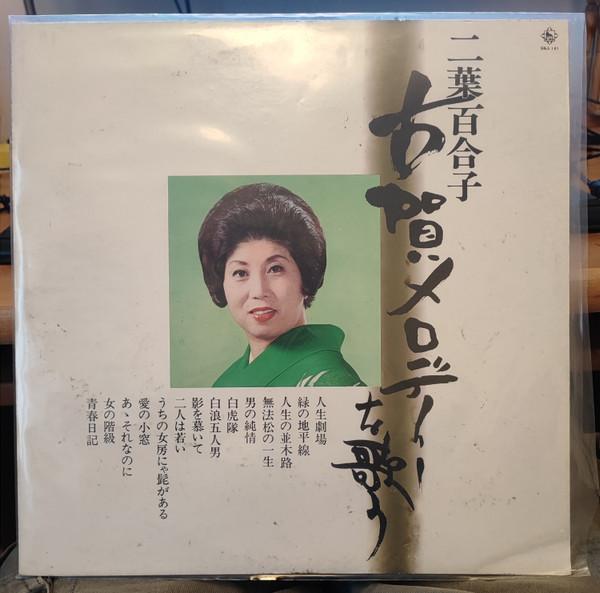 二葉百合子
古賀メロディーを歌う
人生劇場
緑の地平線
人生の並木路
無法松の一生
男の純情
白虎隊
白浪五人男
影を慕いて
二人は若い
うちの女房にゃ髭がある
愛の小窓
あゝそれなのに
女の階級
青春日記